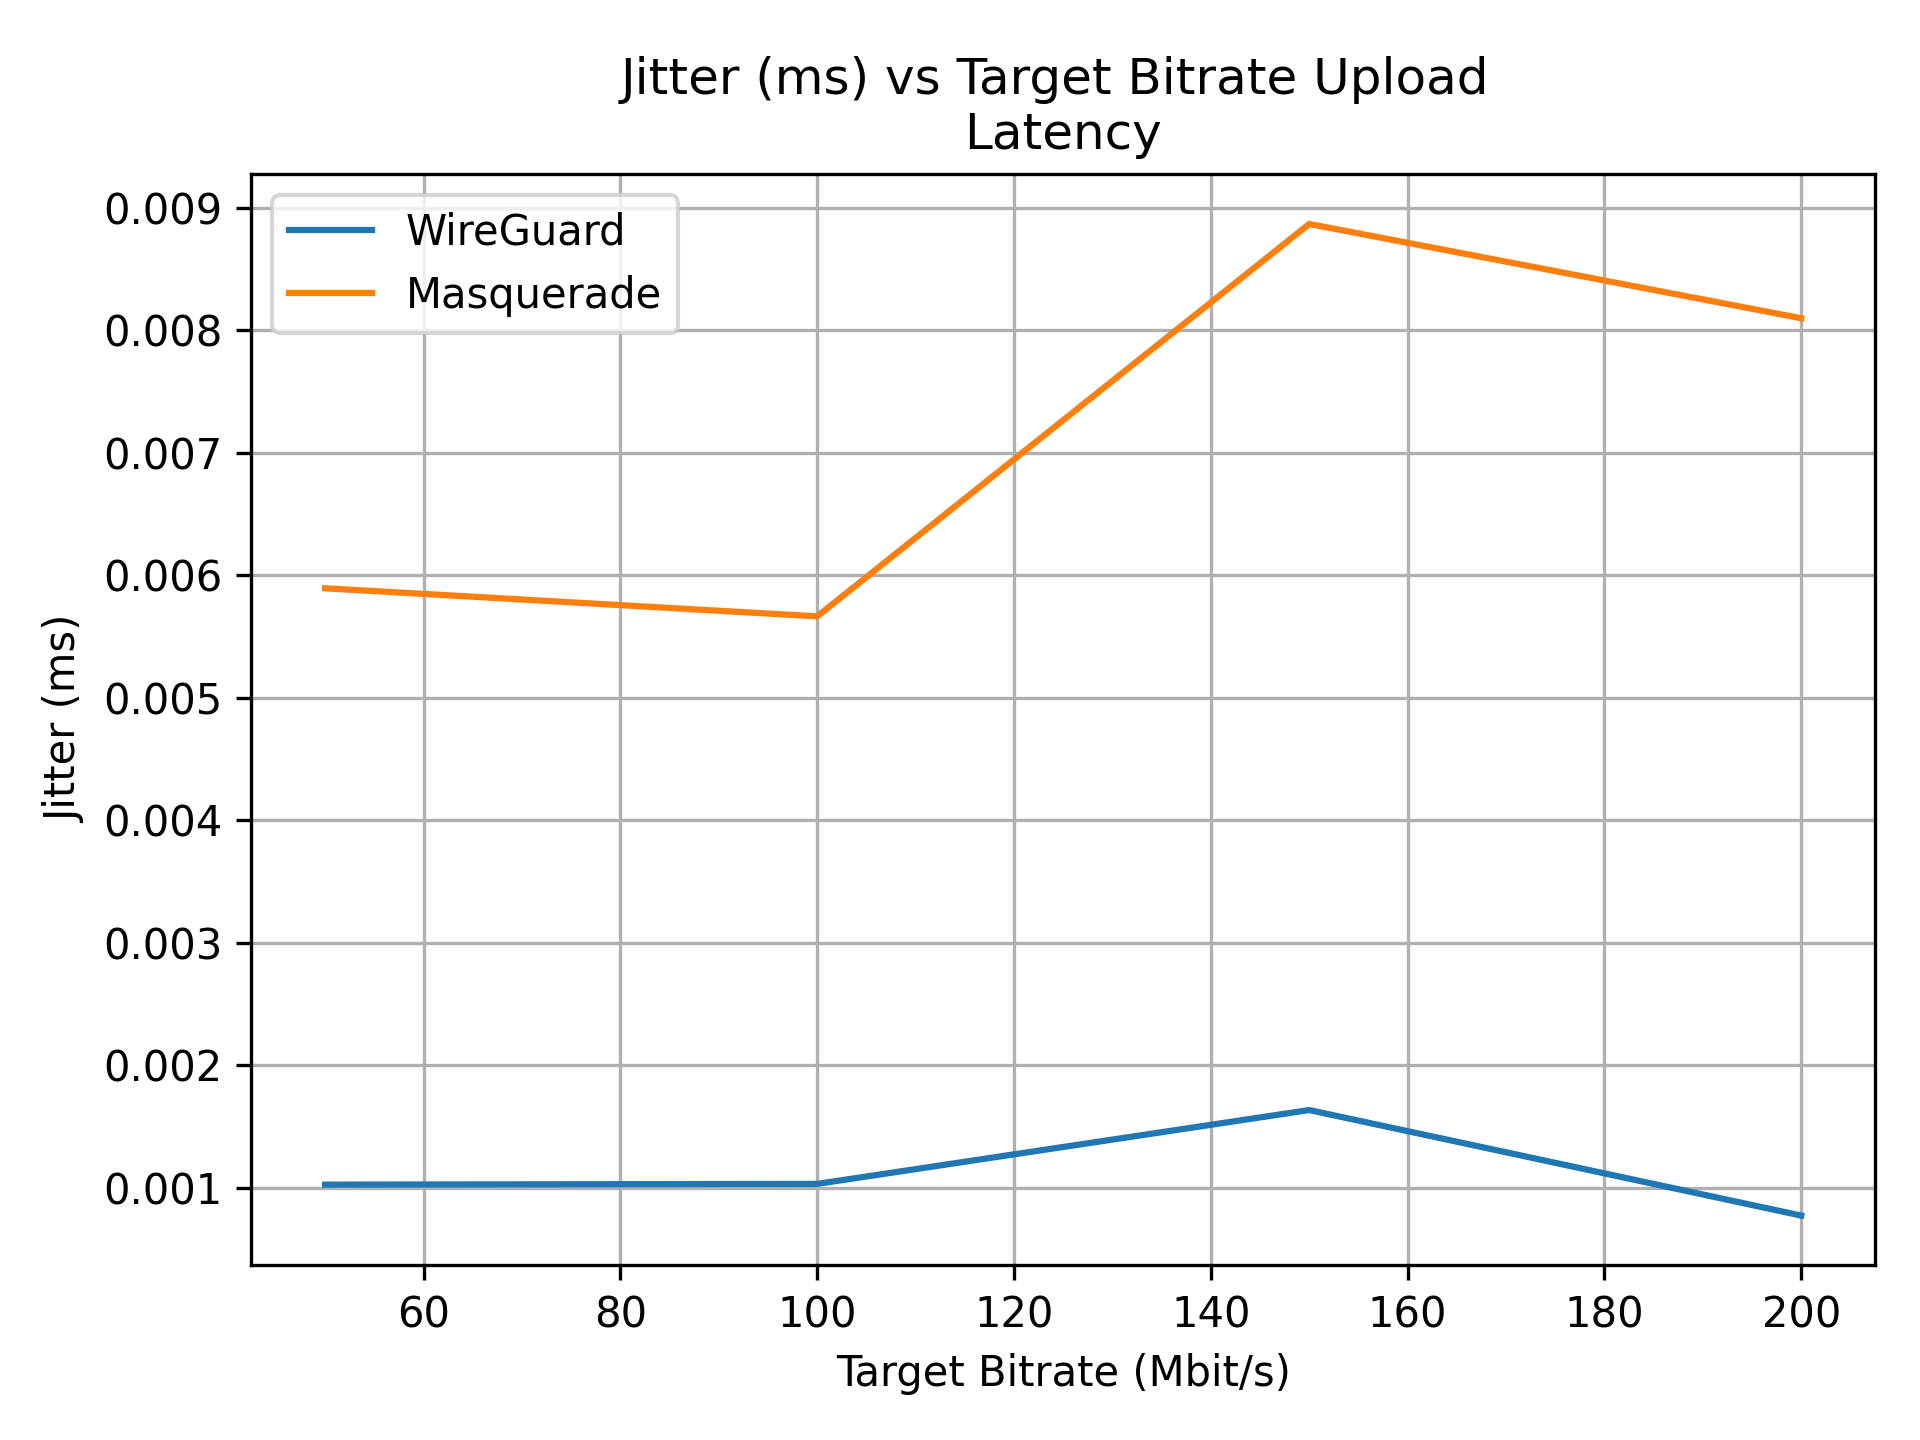 Jitter (ms) vs Target Bitrate Upload
Latency
WireGuard
Masquerade
Jitter (ms)
0.009
0.008
0.007
0.006
0.005
0.004
0.003
0.002
0.001
60 80 100 120 140 160 180 200
Target Bitrate (Mbit/s)